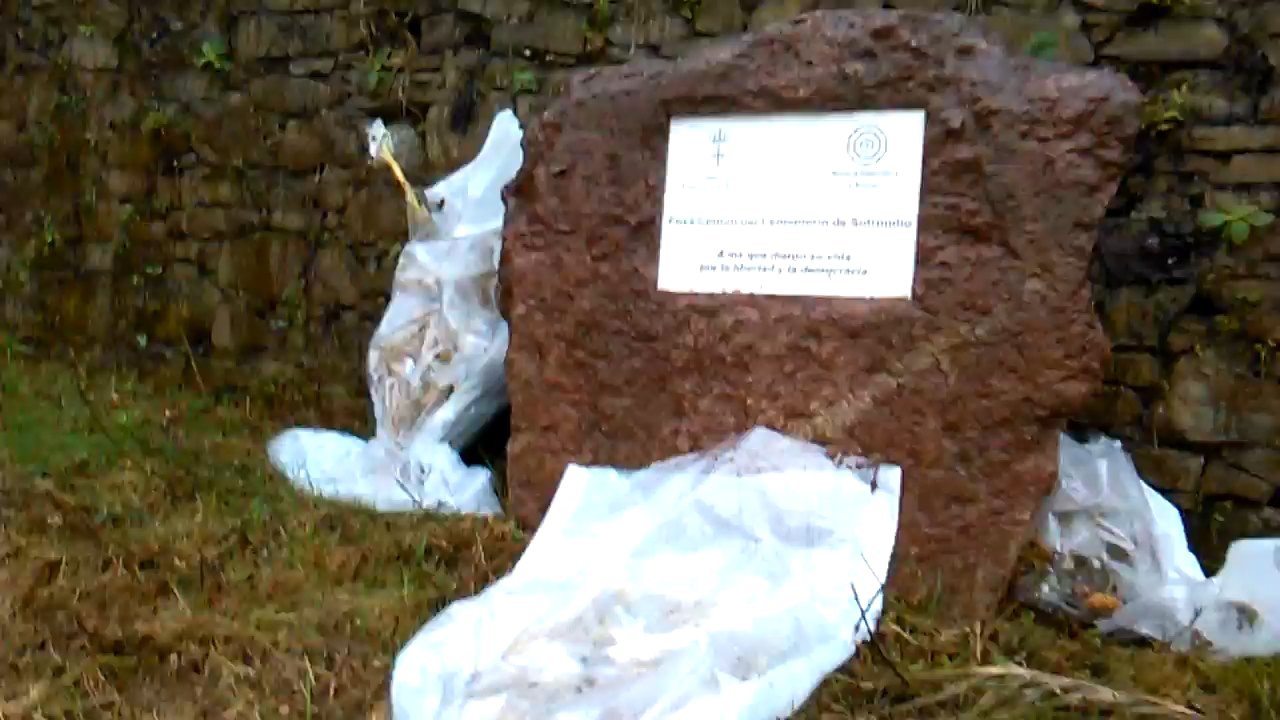 Fosa Común del Cementerio de Sotrondio
A los que dieron su vida
por la libertad y la democracia